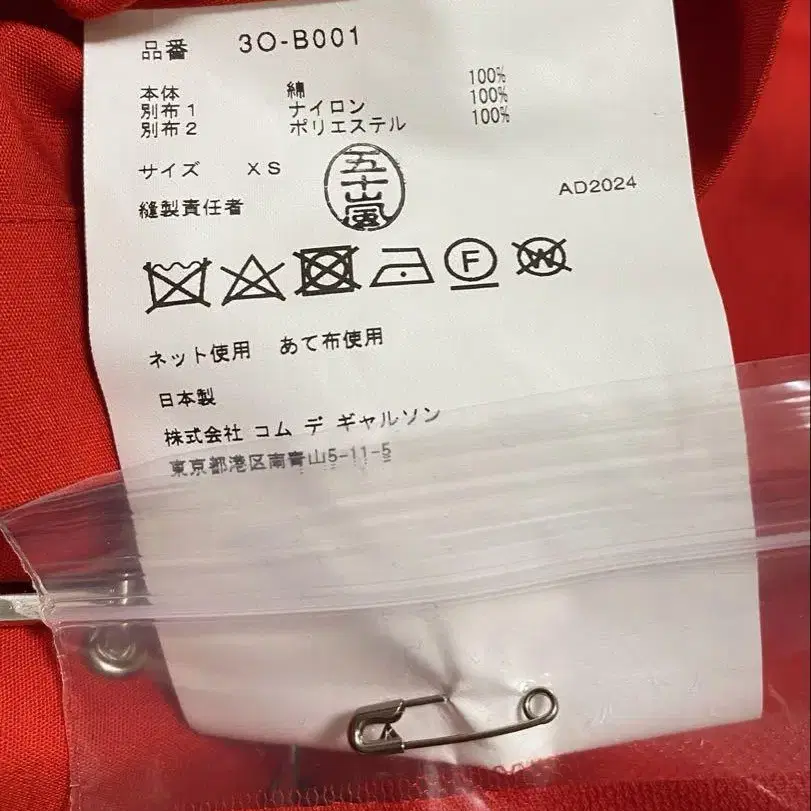 品番 3O-B001
本体 綿 100%
別布1 ナイロン 100%
別布2 ポリエステル 100%
サイズ XS
五十嵐
AD2024
縫製責任者
F W
ネット使用 あて布使用
日本製
株式会社 コム デ ギャルソン
東京都港区南青山5-11-5